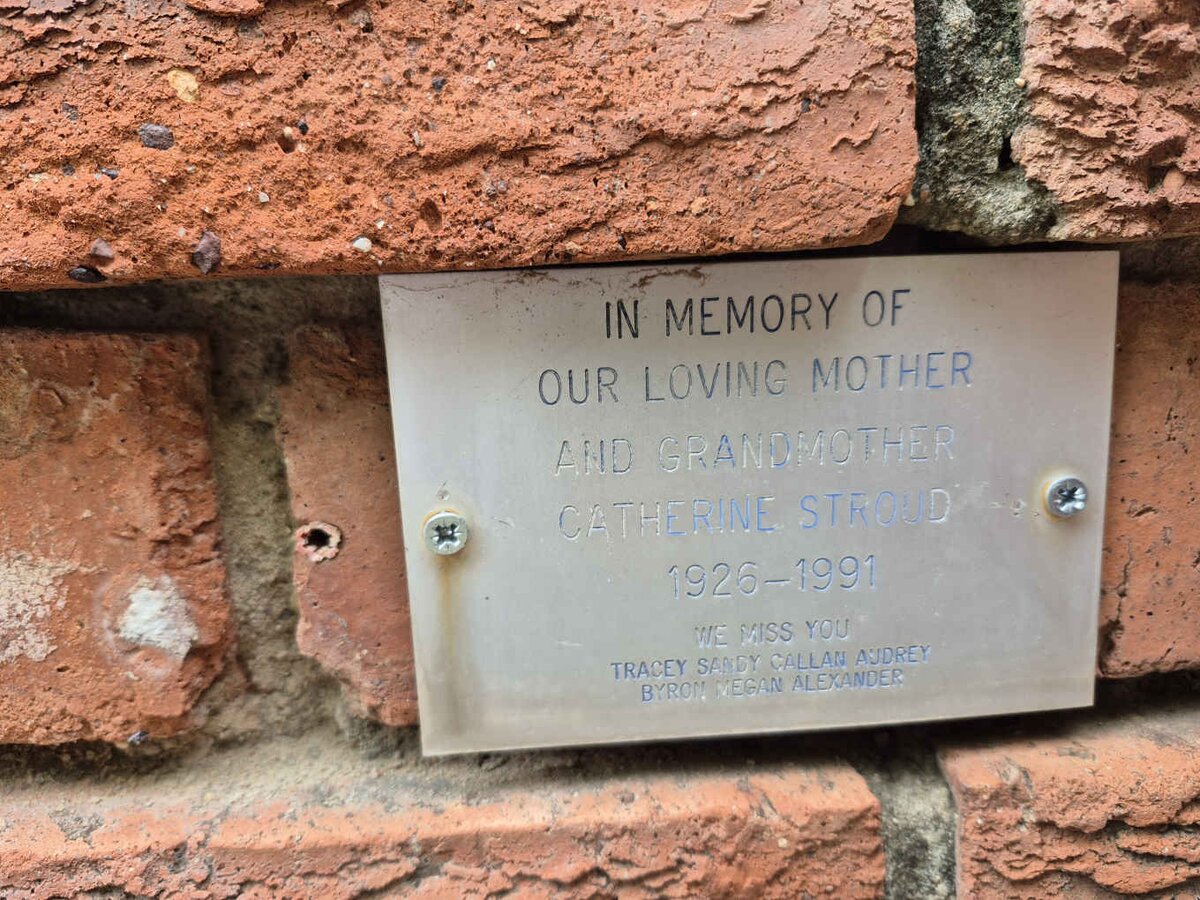 IN MEMORY OF
OUR LOVING MOTHER
AND GRANDMOTHER
CATHERINE STROUD
1926-1991
WE MISS YOU
TRACEY SANDY CALLAN AUDREY
BYRON MEGAN ALEXANDER